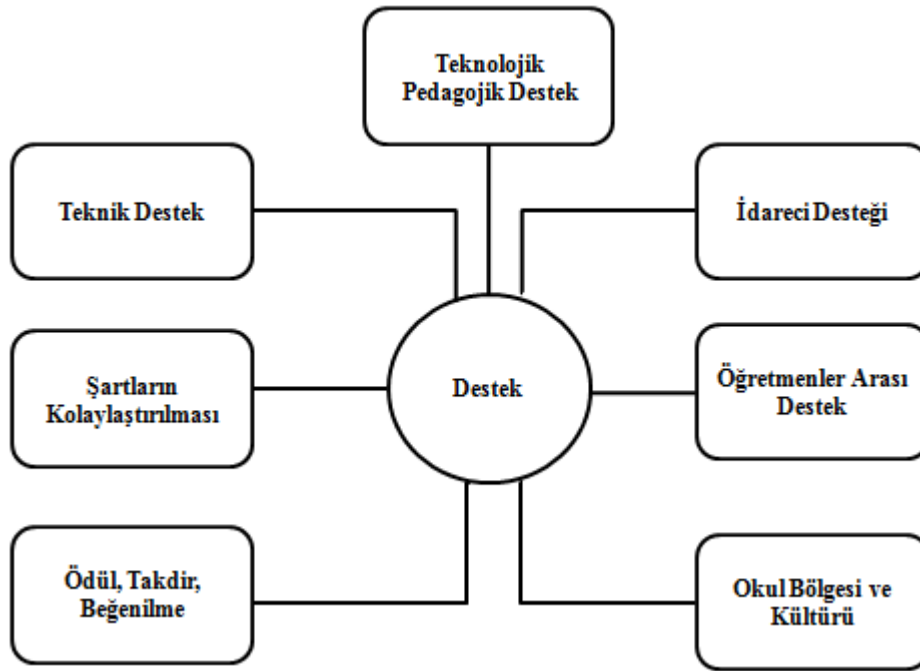 Teknolojik
Pedagojik Destek
Teknik Destek
İdareci Desteği
Şartların
Kolaylaştırılması
Destek
Öğretmenler Arası
Destek
Ödül, Takdir,
Beğenilme
Okul Bölgesi ve
Kültürü